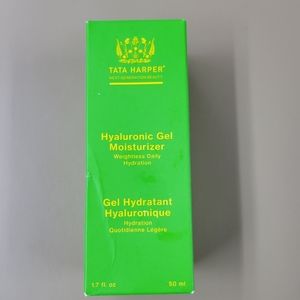 TATA HARPER®
NEXT-GENERATION BEAUTY
Hyaluronic Gel
Moisturizer
Weightless Daily
Hydration
Gel Hydratant
Hyaluronique
Hydration
Quotidienne Légère
1.7 fl. oz 50 ml